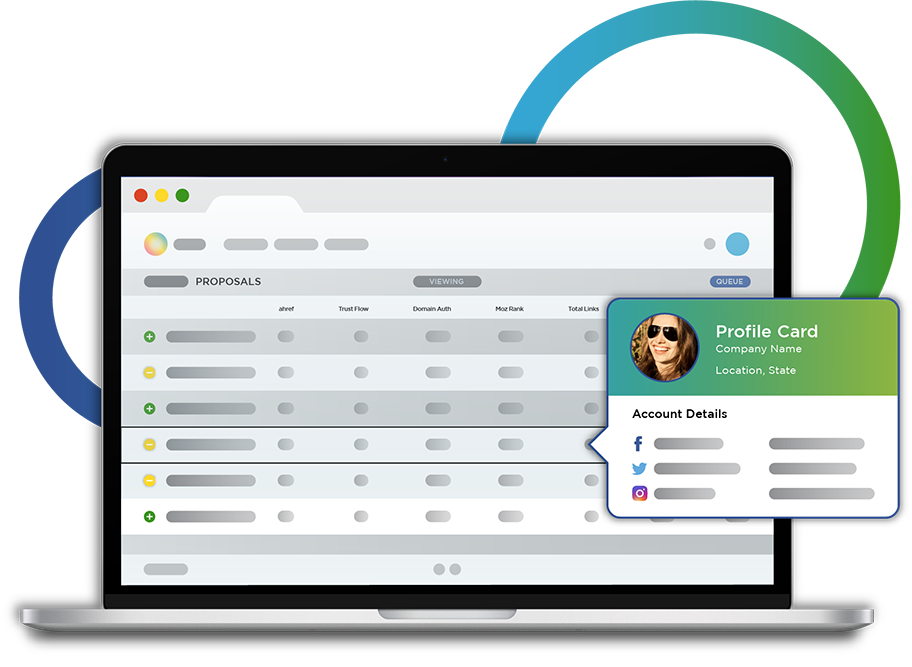 PROPOSALS
VIEWING
QUEUE
ahref Trust Flow Domain Auth Moz Rank Total Links
Profile Card
Company Name
Location, State
Account Details